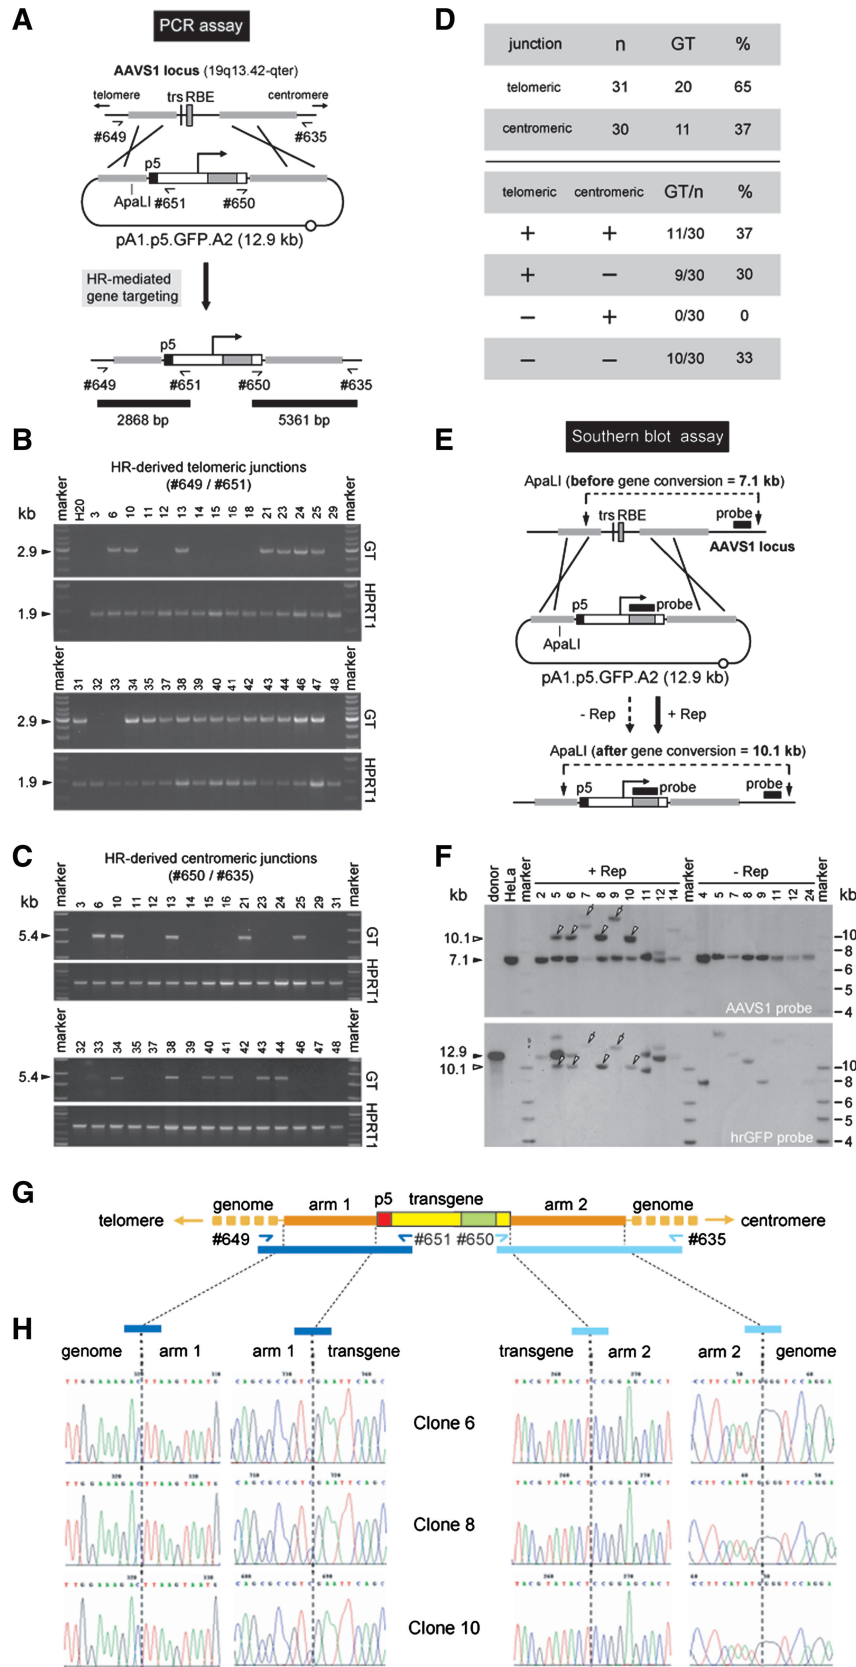 A
PCR assay
AAVS1 locus (19q13.42-qter)
telomere
centromere
trs RBE
#649
#635
p5
ApaLI
#651
#650
pA1.p5.GFP.A2 (12.9 kb)
HR-mediated
gene targeting
p5
#649
#651
#650
#635
2868 bp
5361 bp
B
HR-derived telomeric junctions
(#649 / #651)
kb
marker H20 3 6 10 11 12 13 14 15 16 18 21 23 24 25 29 marker
2.9
GT
1.9
HPRT1
marker 31 32 33 34 35 37 38 39 40 41 42 43 44 46 47 48 marker
2.9
GT
1.9
HPRT1
C
HR-derived centromeric junctions
(#650 / #635)
kb
marker 3 6 10 11 12 13 14 15 16 21 23 24 25 29 31 marker
5.4
GT
HPRT1
marker 32 33 34 35 37 38 39 40 41 42 43 44 46 47 48 marker
5.4
GT
HPRT1
D
junction n GT %
telomeric 31 20 65
centromeric 30 11 37
telomeric centromeric GT/n %
+ + 11/30 37
+ − 9/30 30
− + 0/30 0
− − 10/30 33
E
Southern blot assay
ApaLI (before gene conversion = 7.1 kb)
trs RBE
probe
AAVS1 locus
p5
probe
ApaLI
pA1.p5.GFP.A2 (12.9 kb)
- Rep
+ Rep
ApaLI (after gene conversion = 10.1 kb)
p5
probe
probe
F
+ Rep
- Rep
kb
donor HeLa marker 2 5 6 7 8 9 10 11 12 14 marker 4 5 7 8 9 11 12 24 marker
kb
10.1
7.1
10
8
6
5
4
AAVS1 probe
12.9
10.1
10
8
6
5
4
hrGFP probe
G
telomere
genome
arm 1
p5
transgene
arm 2
genome
centromere
#649
#651
#650
#635
H
genome
arm 1
arm 1
transgene
transgene
arm 2
arm 2
genome
Clone 6
Clone 8
Clone 10